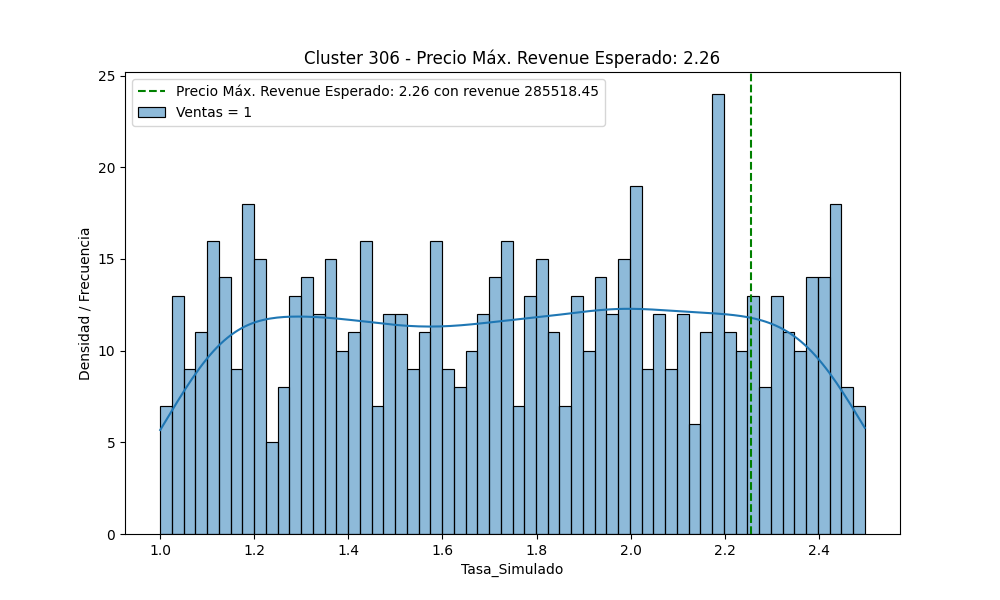 Cluster 306 - Precio Máx. Revenue Esperado: 2.26
Precio Máx. Revenue Esperado: 2.26 con revenue 285518.45
Ventas = 1
Densidad / Frecuencia
25
20
15
10
5
0
1.0 1.2 1.4 1.6 1.8 2.0 2.2 2.4
Tasa_Simulado